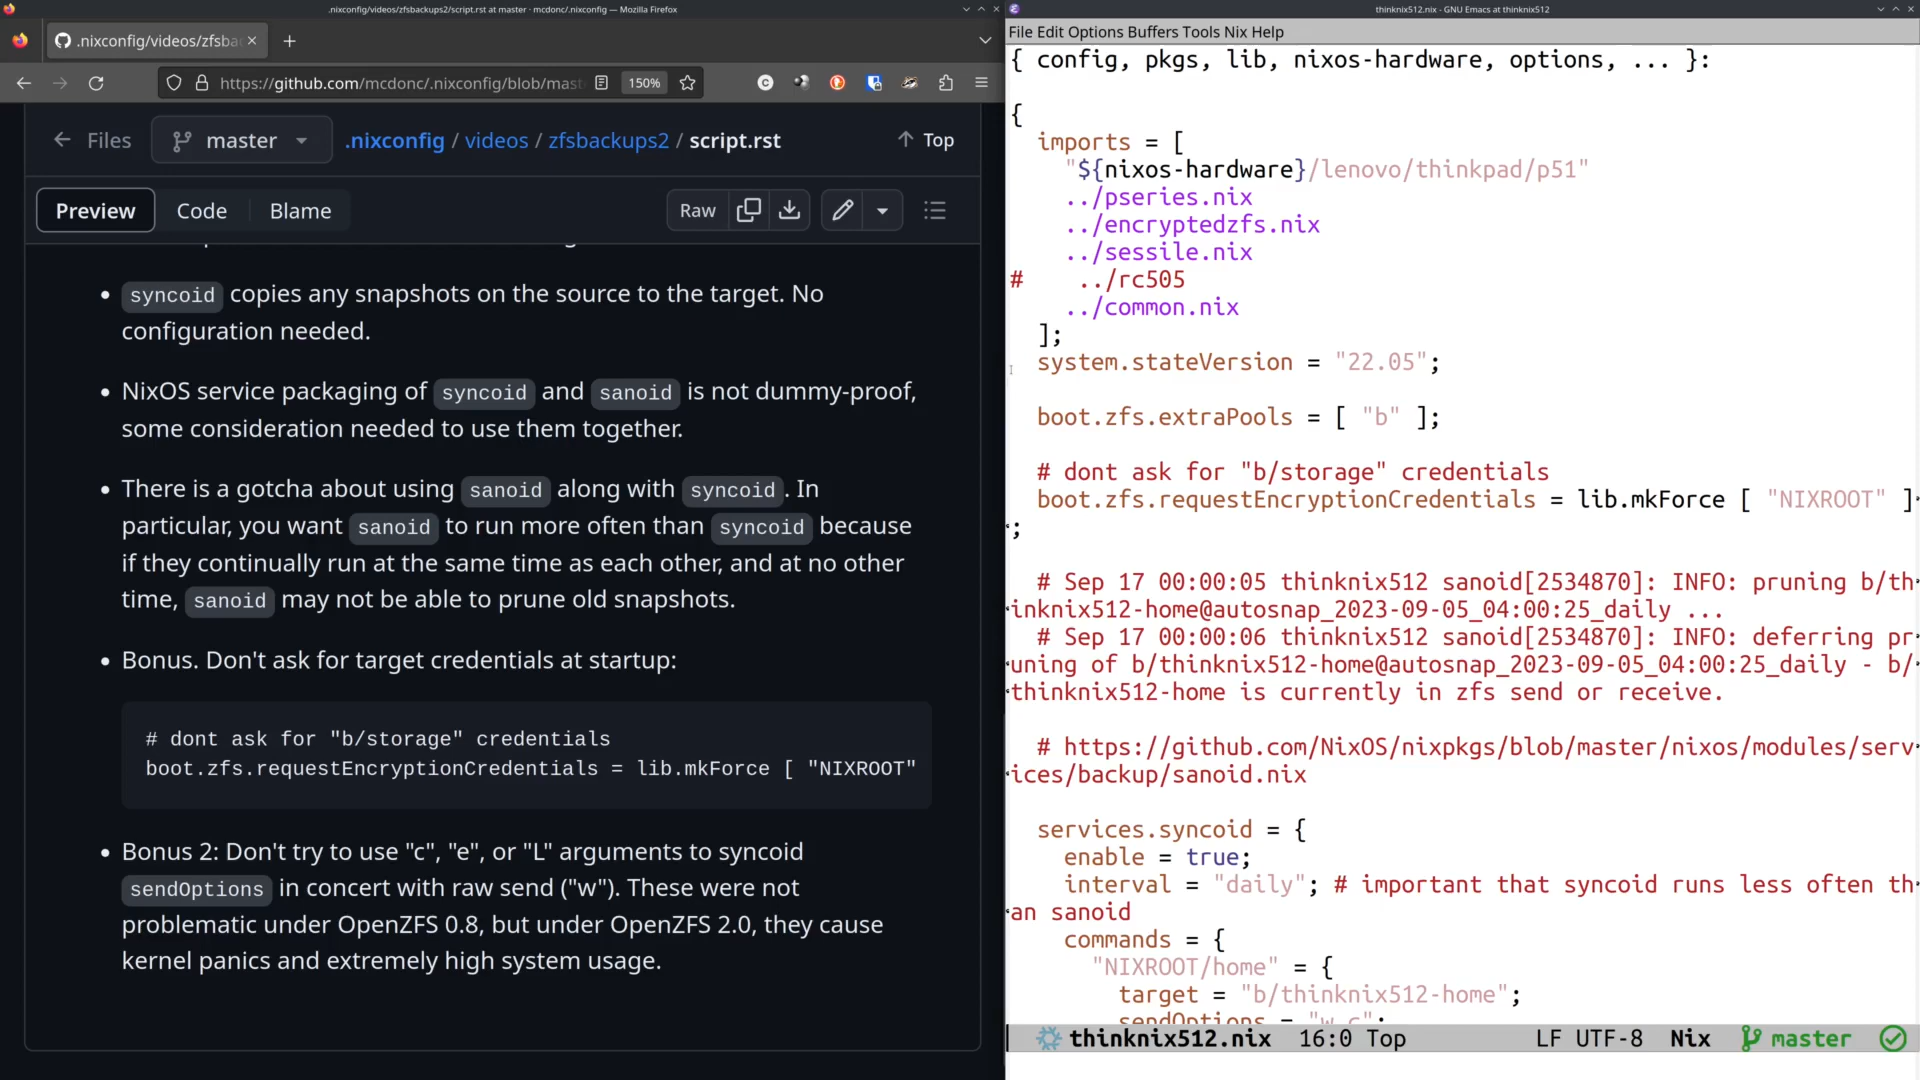 .nixconfig/videos/zfsbackups2/script.rst at master · mcdonc/.nixconfig — Mozilla Firefox
.nixconfig/videos/zfsba
https://github.com/mcdonc/.nixconfig/blob/mast
150%
Files
master
.nixconfig / videos / zfsbackups2 / script.rst
Top
Preview
Code
Blame
Raw
• syncoid copies any snapshots on the source to the target. No
configuration needed.
• NixOS service packaging of syncoid and sanoid is not dummy-proof,
some consideration needed to use them together.
• There is a gotcha about using sanoid along with syncoid. In
particular, you want sanoid to run more often than syncoid because
if they continually run at the same time as each other, and at no other
time, sanoid may not be able to prune old snapshots.
• Bonus. Don't ask for target credentials at startup:
# dont ask for "b/storage" credentials
boot.zfs.requestEncryptionCredentials = lib.mkForce [ "NIXROOT"
• Bonus 2: Don't try to use "c", "e", or "L" arguments to syncoid
sendOptions in concert with raw send ("w"). These were not
problematic under OpenZFS 0.8, but under OpenZFS 2.0, they cause
kernel panics and extremely high system usage.
thinknix512.nix - GNU Emacs at thinknix512
File Edit Options Buffers Tools Nix Help
{ config, pkgs, lib, nixos-hardware, options, ... }:
{
imports = [
"${nixos-hardware}/lenovo/thinkpad/p51"
../pseries.nix
../encryptedzfs.nix
../sessile.nix
# ../rc505
../common.nix
];
system.stateVersion = "22.05";
boot.zfs.extraPools = [ "b" ];
# dont ask for "b/storage" credentials
boot.zfs.requestEncryptionCredentials = lib.mkForce [ "NIXROOT" ]
;
# Sep 17 00:00:05 thinknix512 sanoid[2534870]: INFO: pruning b/th
inknix512-home@autosnap_2023-09-05_04:00:25_daily ...
# Sep 17 00:00:06 thinknix512 sanoid[2534870]: INFO: deferring pr
uning of b/thinknix512-home@autosnap_2023-09-05_04:00:25_daily - b/
thinknix512-home is currently in zfs send or receive.
# https://github.com/NixOS/nixpkgs/blob/master/nixos/modules/serv
ices/backup/sanoid.nix
services.syncoid = {
enable = true;
interval = "daily"; # important that syncoid runs less often th
an sanoid
commands = {
"NIXROOT/home" = {
target = "b/thinknix512-home";
sendOptions = "w c";
thinknix512.nix 16:0 Top LF UTF-8 Nix master